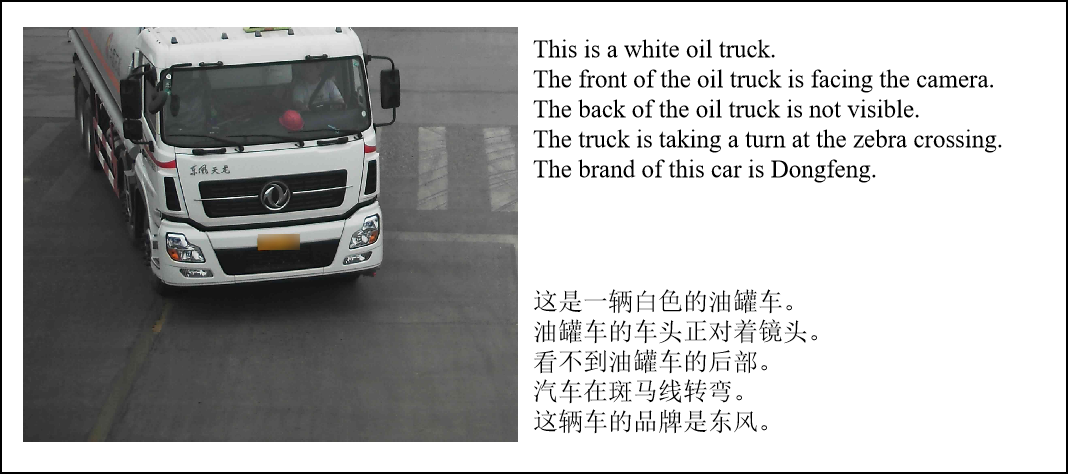 This is a white oil truck.
The front of the oil truck is facing the camera.
The back of the oil truck is not visible.
The truck is taking a turn at the zebra crossing.
The brand of this car is Dongfeng.
东风天龙
这是一辆白色的油罐车。
油罐车的车头正对着镜头。
看不到油罐车的后部。
汽车在斑马线转弯。
这辆车的品牌是东风。